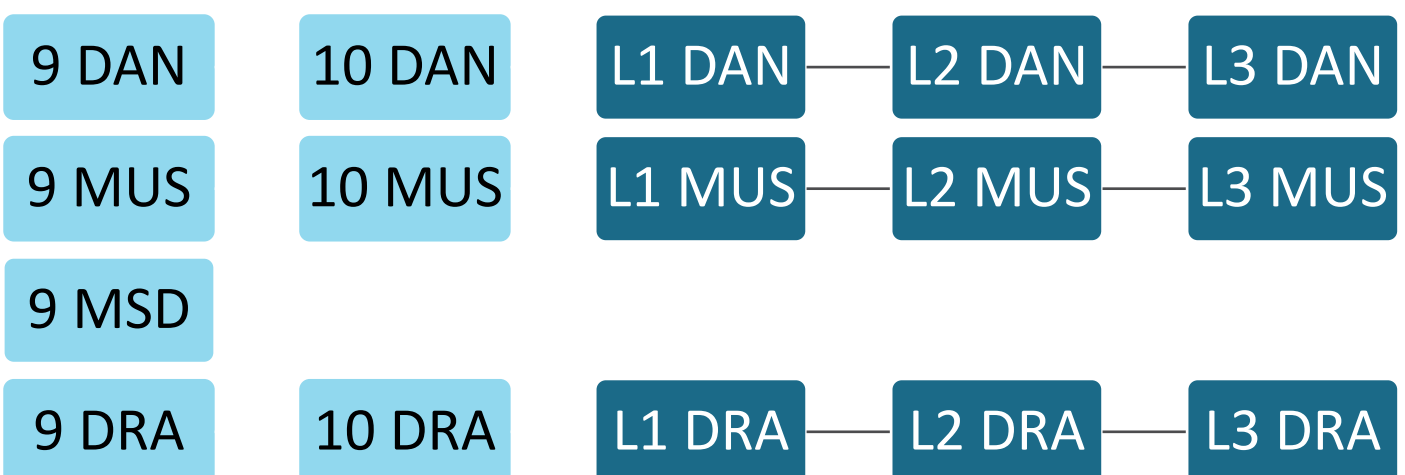 9 DAN 10 DAN L1 DAN L2 DAN L3 DAN
9 MUS 10 MUS L1 MUS L2 MUS L3 MUS
9 MSD
9 DRA 10 DRA L1 DRA L2 DRA L3 DRA